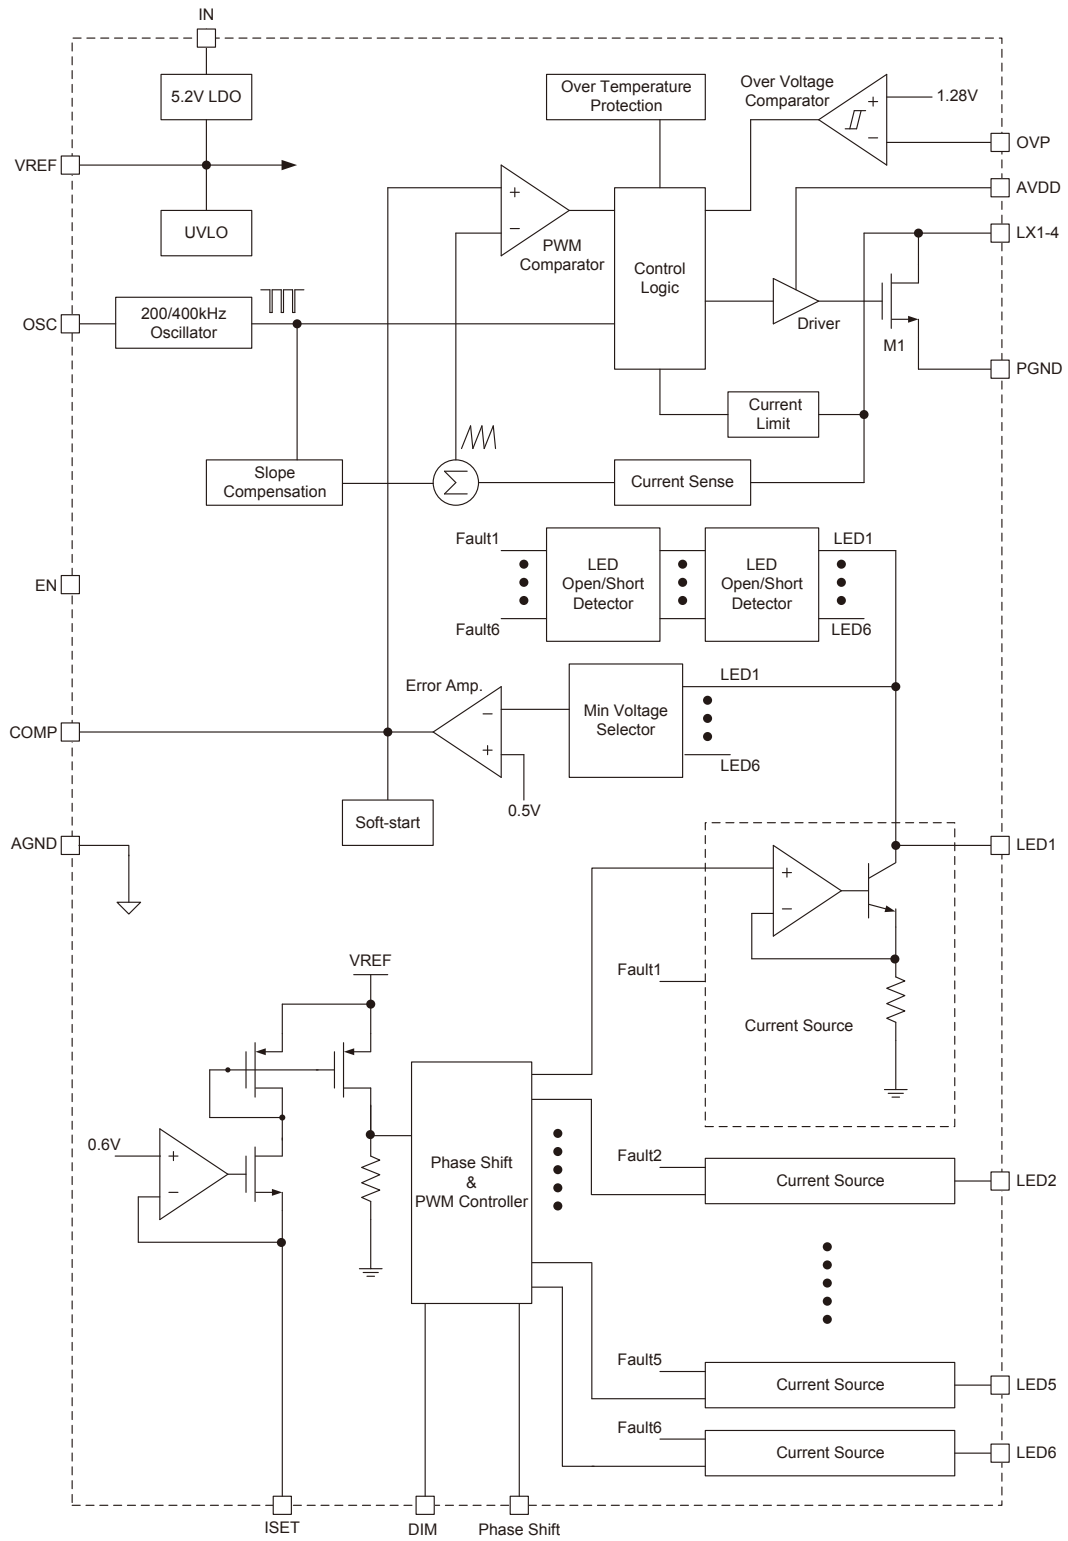 IN
5.2V LDO
VREF
UVLO
Over Temperature
Protection
Over Voltage
Comparator
+
−
1.28V
OVP
AVDD
LX1-4
+
−
PWM
Comparator
Control
Logic
Driver
M1
PGND
OSC
200/400kHz
Oscillator
Current
Limit
Slope
Compensation
Σ
Current Sense
EN
Fault1
Fault6
LED
Open/Short
Detector
LED
Open/Short
Detector
LED1
LED6
COMP
Error Amp.
−
+
0.5V
Min Voltage
Selector
LED1
LED6
Soft-start
AGND
LED1
+
−
Fault1
Current Source
VREF
0.6V
+
−
Phase Shift
&
PWM Controller
Fault2
Current Source
LED2
Fault5
Current Source
LED5
Fault6
Current Source
LED6
ISET
DIM
Phase Shift